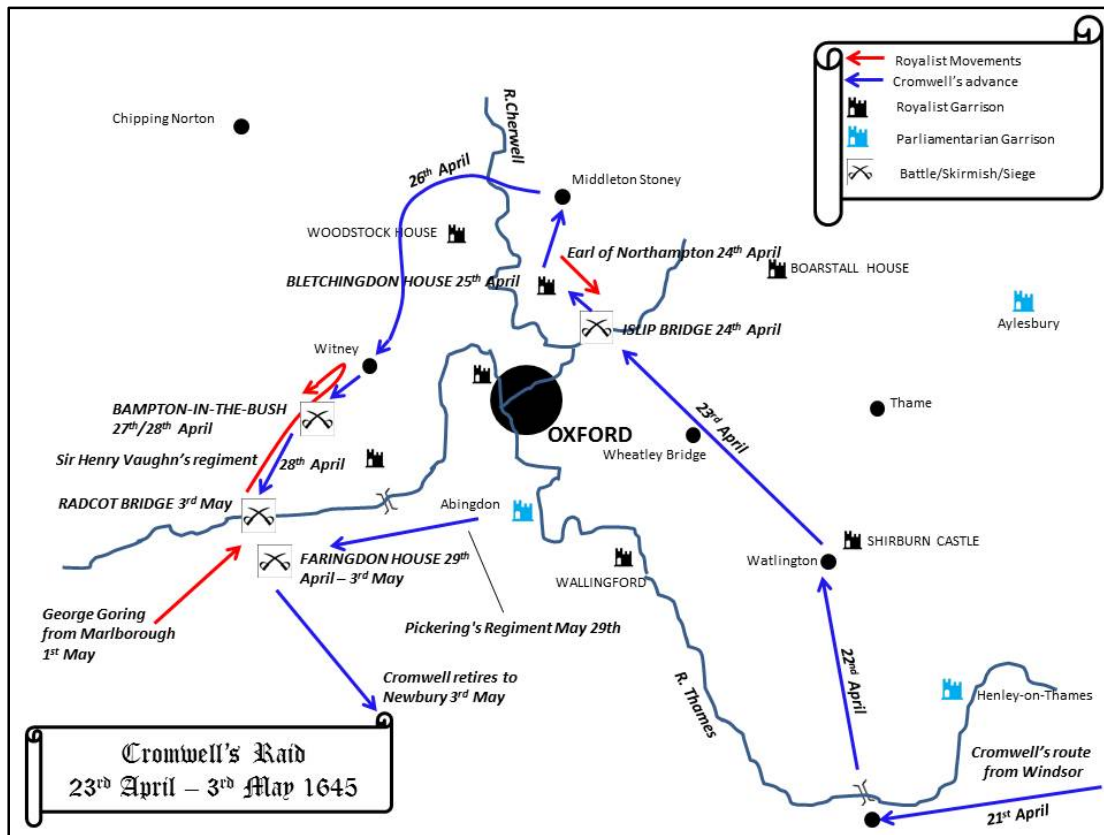 Royalist Movements
Cromwell's advance
Royalist Garrison
Parliamentarian Garrison
Battle/Skirmish/Siege
R.Cherwell
Chipping Norton
26th April
Middleton Stoney
WOODSTOCK HOUSE
Earl of Northampton 24th April
BOARSTALL HOUSE
BLETCHINGDON HOUSE 25th April
ISLIP BRIDGE 24th April
Aylesbury
Witney
BAMPTON-IN-THE-BUSH
27th/28th April
Thame
23rd April
OXFORD
Wheatley Bridge
Sir Henry Vaughn's regiment
28th April
RADCOT BRIDGE 3rd May
Abingdon
SHIRBURN CASTLE
Watlington
FARINGDON HOUSE 29th
April – 3rd May
WALLINGFORD
George Goring
from Marlborough
1st May
Pickering's Regiment May 29th
22nd April
R. Thames
Cromwell retires to
Newbury 3rd May
Henley-on-Thames
Cromwell's Raid
23rd April – 3rd May 1645
Cromwell's route
from Windsor
21st April